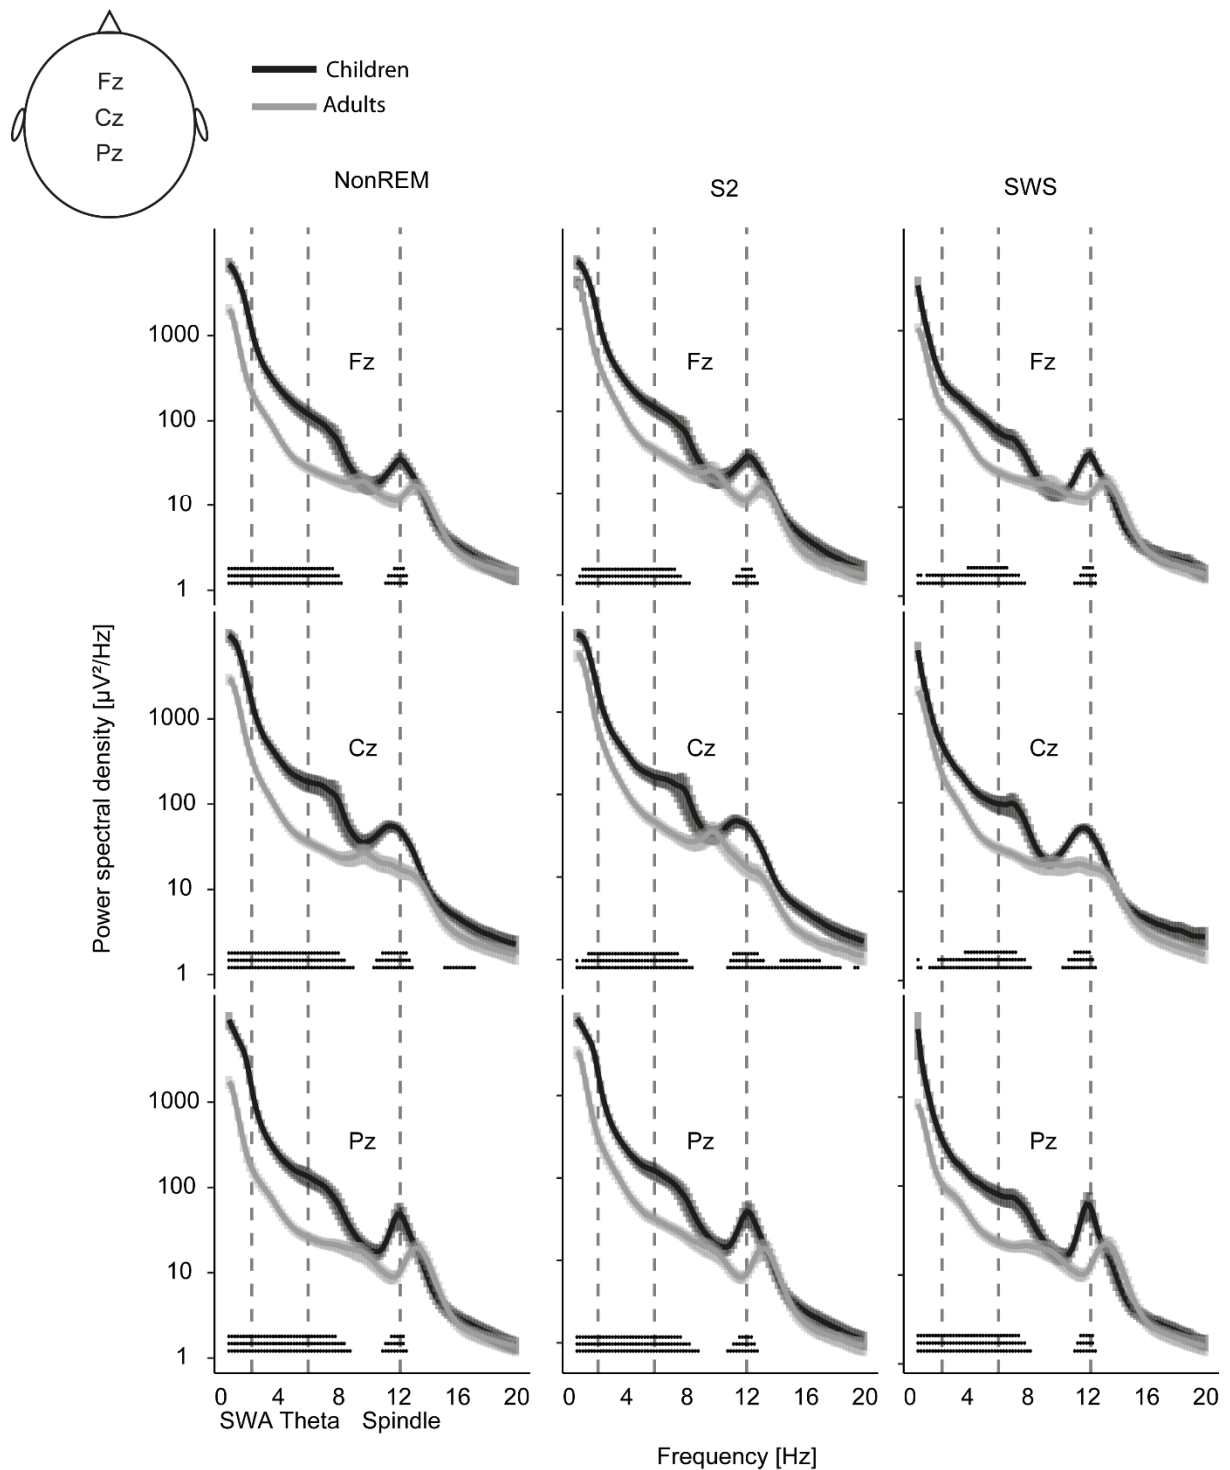 Fz
Cz
Pz
Children
Adults
NonREM S2 SWS
1000
100
10
1
Fz Fz Fz
1000
100
10
1
Cz Cz Cz
1000
100
10
1
Pz Pz Pz
Power spectral density [µV²/Hz]
0 4 8 12 16 20 0 4 8 12 16 20 0 4 8 12 16 20
SWA Theta Spindle
Frequency [Hz]